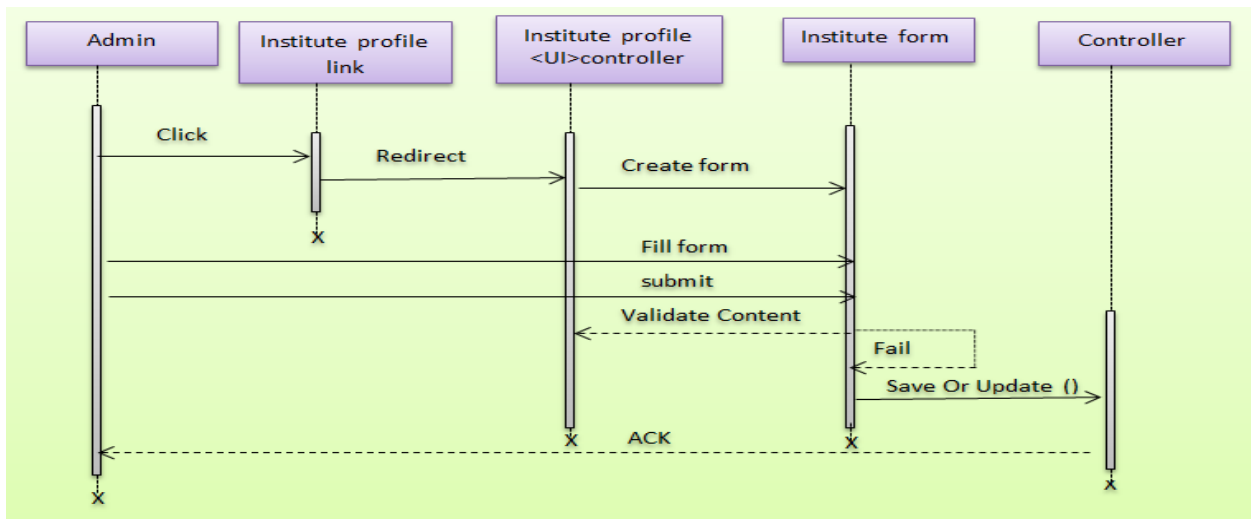 Admin
Institute profile
link
Institute profile
<UI>controller
Institute form
Controller
Click
Redirect
Create form
X
Fill form
submit
Validate Content
Fail
Save Or Update ()
X
X
ACK
X
X